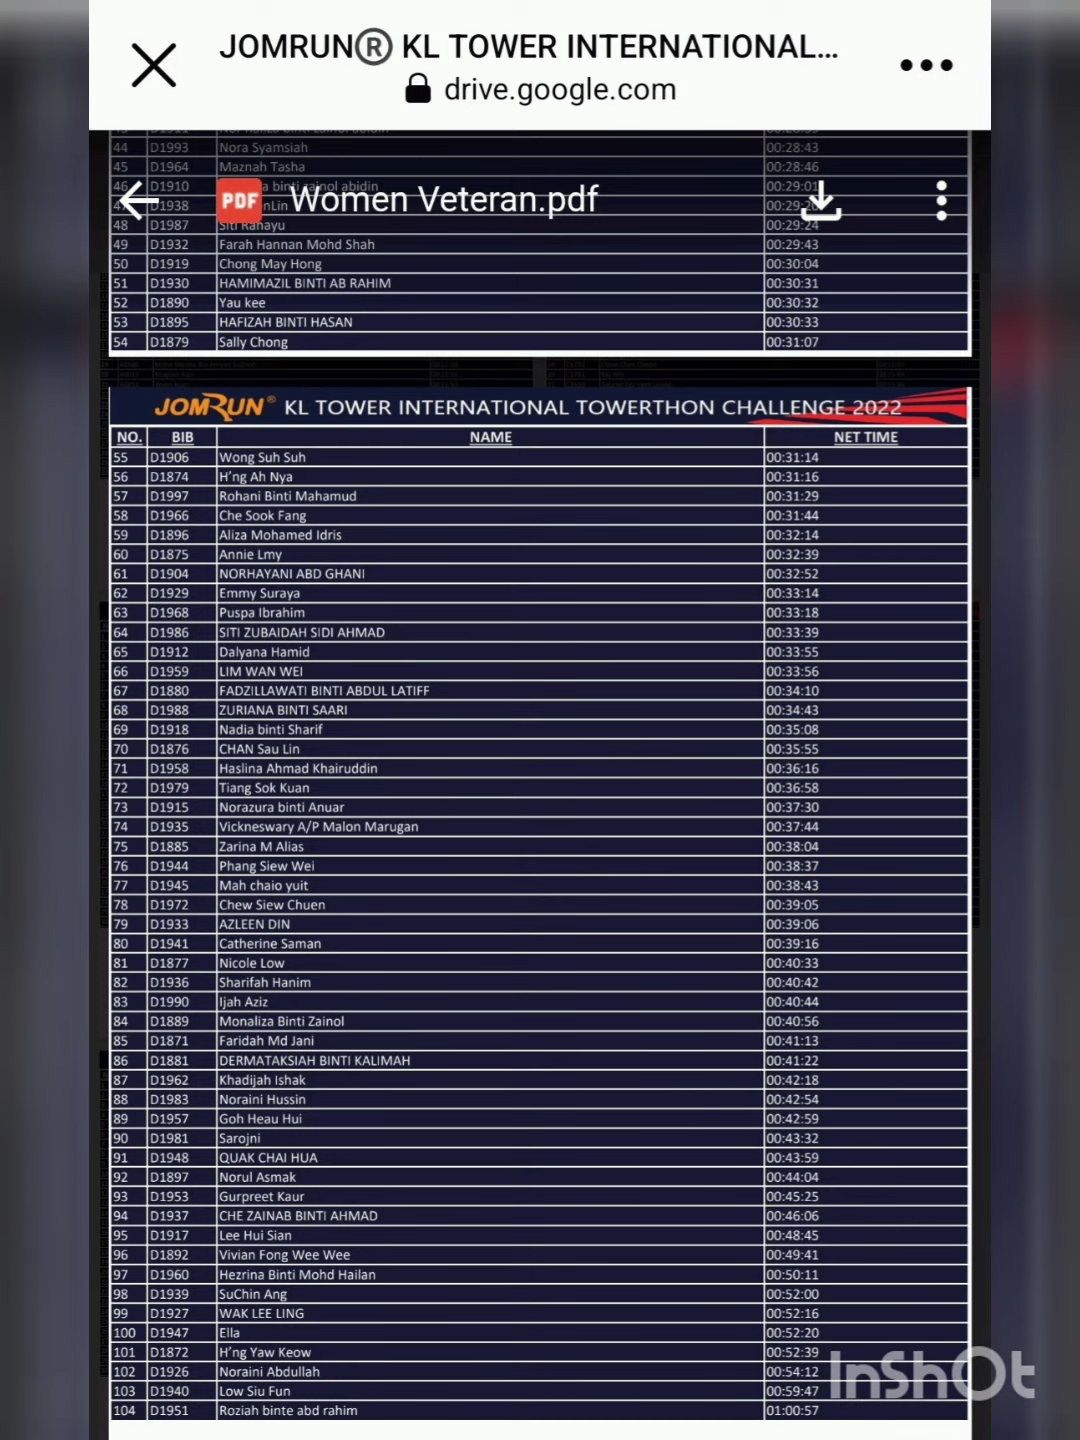 JOMRUN® KL TOWER INTERNATIONAL...
drive.google.com
44 D1993 Nora Syamsiah 00:28:43
45 D1964 Maznah Tasha 00:28:46
46 D1910 binti zainol abidin 00:29:01
PDF Women Veteran.pdf
D1938 00:29:
48 D1987 Siti Rahayu 00:29:24
49 D1932 Farah Hannan Mohd Shah 00:29:43
50 D1919 Chong May Hong 00:30:04
51 D1930 HAMIMAZIL BINTI AB RAHIM 00:30:31
52 D1890 Yau kee 00:30:32
53 D1895 HAFIZAH BINTI HASAN 00:30:33
54 D1879 Sally Chong 00:31:07
JOMRUN® KL TOWER INTERNATIONAL TOWERTHON CHALLENGE 2022
NO. BIB NAME NET TIME
55 D1906 Wong Suh Suh 00:31:14
56 D1874 H'ng Ah Nya 00:31:16
57 D1997 Rohani Binti Mahamud 00:31:29
58 D1966 Che Sook Fang 00:31:44
59 D1896 Aliza Mohamed Idris 00:32:14
60 D1875 Annie Lmy 00:32:39
61 D1904 NORHAYANI ABD GHANI 00:32:52
62 D1929 Emmy Suraya 00:33:14
63 D1968 Puspa Ibrahim 00:33:18
64 D1986 SITI ZUBAIDAH SIDI AHMAD 00:33:39
65 D1912 Dalyana Hamid 00:33:55
66 D1959 LIM WAN WEI 00:33:56
67 D1880 FADZILLAWATI BINTI ABDUL LATIFF 00:34:10
68 D1988 ZURIANA BINTI SAARI 00:34:43
69 D1918 Nadia binti Sharif 00:35:08
70 D1876 CHAN Sau Lin 00:35:55
71 D1958 Haslina Ahmad Khairuddin 00:36:16
72 D1979 Tiang Sok Kuan 00:36:58
73 D1915 Norazura binti Anuar 00:37:30
74 D1935 Vickneswary A/P Malon Marugan 00:37:44
75 D1885 Zarina M Alias 00:38:04
76 D1944 Phang Siew Wei 00:38:37
77 D1945 Mah chaio yuit 00:38:43
78 D1972 Chew Siew Chuen 00:39:05
79 D1933 AZLEEN DIN 00:39:06
80 D1941 Catherine Saman 00:39:16
81 D1877 Nicole Low 00:40:33
82 D1936 Sharifah Hanim 00:40:42
83 D1990 Ijah Aziz 00:40:44
84 D1889 Monaliza Binti Zainol 00:40:56
85 D1871 Faridah Md Jani 00:41:13
86 D1881 DERMATAKSIAH BINTI KALIMAH 00:41:22
87 D1962 Khadijah Ishak 00:42:18
88 D1983 Noraini Hussin 00:42:54
89 D1957 Goh Heau Hui 00:42:59
90 D1981 Sarojni 00:43:32
91 D1948 QUAK CHAI HUA 00:43:59
92 D1897 Norul Asmak 00:44:04
93 D1953 Gurpreet Kaur 00:45:25
94 D1937 CHE ZAINAB BINTI AHMAD 00:46:06
95 D1917 Lee Hui Sian 00:48:45
96 D1892 Vivian Fong Wee Wee 00:49:41
97 D1960 Hezrina Binti Mohd Hailan 00:50:11
98 D1939 SuChin Ang 00:52:00
99 D1927 WAK LEE LING 00:52:16
100 D1947 Ella 00:52:20
101 D1872 H'ng Yaw Keow 00:52:39
102 D1926 Noraini Abdullah 00:54:12
103 D1940 Low Siu Fun 00:59:47
104 D1951 Roziah binte abd rahim 01:00:57
InShOt